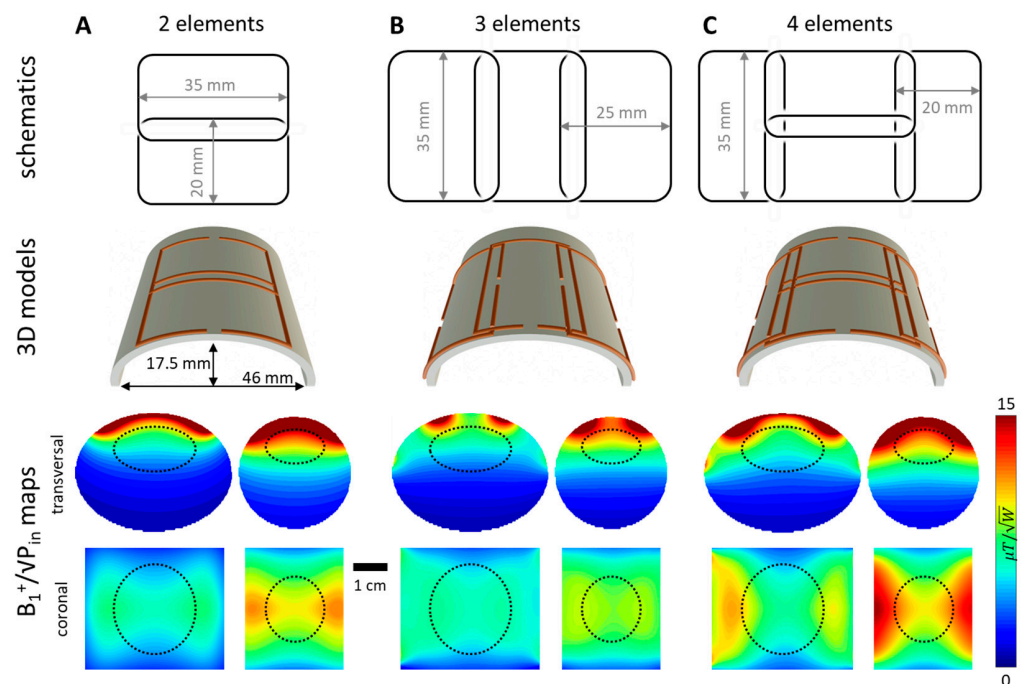 A 2 elements
B 3 elements
C 4 elements
schematics
35 mm
20 mm
35 mm
25 mm
35 mm
20 mm
3D models
17.5 mm
46 mm
B₁⁺/√Pᵢₙ maps
transversal
coronal
1 cm
15
μT/√W
0